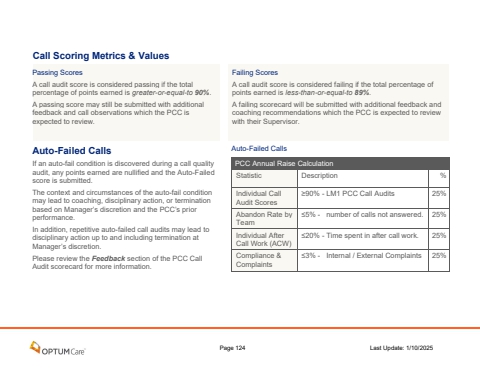 Call Scoring Metrics & Values
Passing Scores
A call audit score is considered passing if the total
percentage of points earned is greater-or-equal-to 90%.
A passing score may still be submitted with additional
feedback and call observations which the PCC is
expected to review.
Failing Scores
A call audit score is considered failing if the total percentage of
points earned is less-than-or-equal-to 89%.
A failing scorecard will be submitted with additional feedback and
coaching recommendations which the PCC is expected to review
with their Supervisor.
Auto-Failed Calls
If an auto-fail condition is discovered during a call quality
audit, any points earned are nullified and the Auto-Failed
score is submitted.
The context and circumstances of the auto-fail condition
may lead to coaching, disciplinary action, or termination
based on Manager's discretion and the PCC's prior
performance.
In addition, repetitive auto-failed call audits may lead to
disciplinary action up to and including termination at
Manager's discretion.
Please review the Feedback section of the PCC Call
Audit scorecard for more information.
Auto-Failed Calls
PCC Annual Raise Calculation
Statistic Description %
Individual Call ≥90% - LM1 PCC Call Audits 25%
Audit Scores
Abandon Rate by ≤5% - number of calls not answered. 25%
Team
Individual After ≤20% - Time spent in after call work. 25%
Call Work (ACW)
Compliance & ≤3% - Internal / External Complaints 25%
Complaints
OPTUMCare
Page 124
Last Update: 1/10/2025